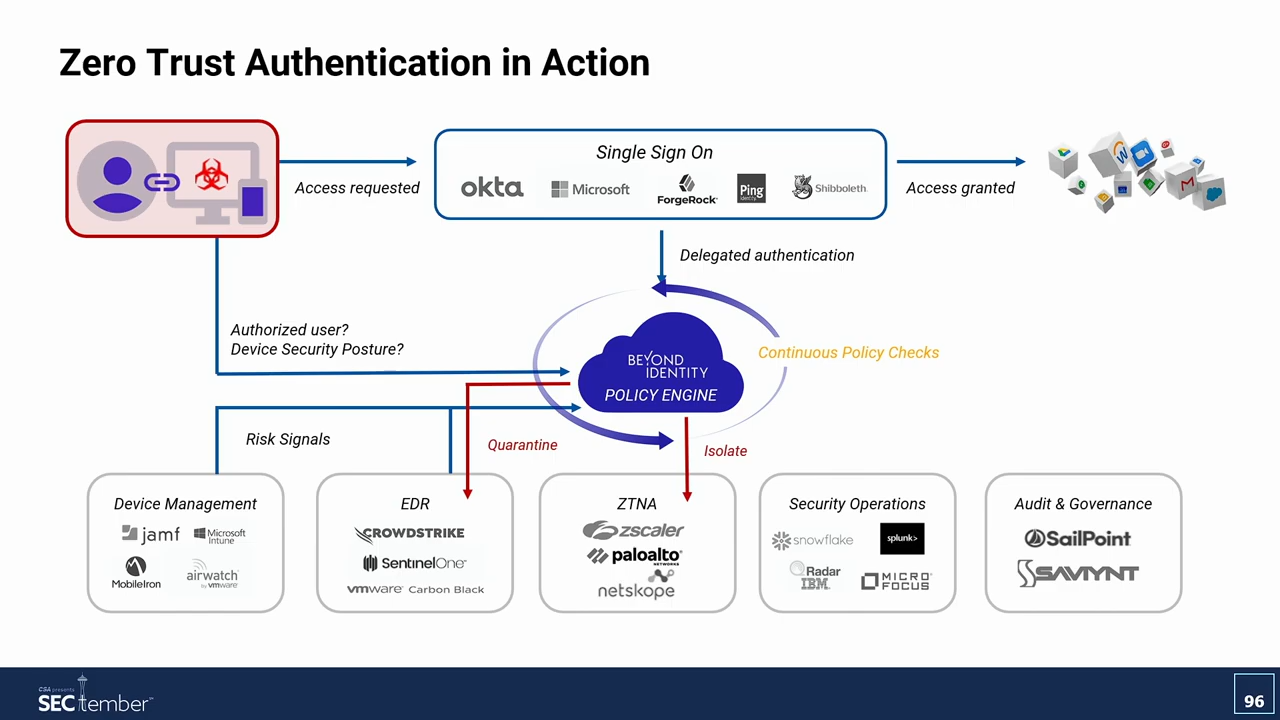 Zero Trust Authentication in Action
Single Sign On
okta
Microsoft
ForgeRock
Ping
Identity
Shibboleth
Access requested
Access granted
Delegated authentication
Authorized user?
Device Security Posture?
Continuous Policy Checks
BEYOND
IDENTITY
POLICY ENGINE
Risk Signals
Quarantine
Isolate
Device Management
jamf
Microsoft
Intune
MobileIron
airwatch
by vmware
EDR
CROWDSTRIKE
SentinelOne
vmware Carbon Black
ZTNA
zscaler
paloalto
NETWORKS
netskope
Security Operations
snowflake
splunk>
Radar
IBM
MICRO
FOCUS
Audit & Governance
SailPoint
SAVIYNT
CSA presents
SECtember
96